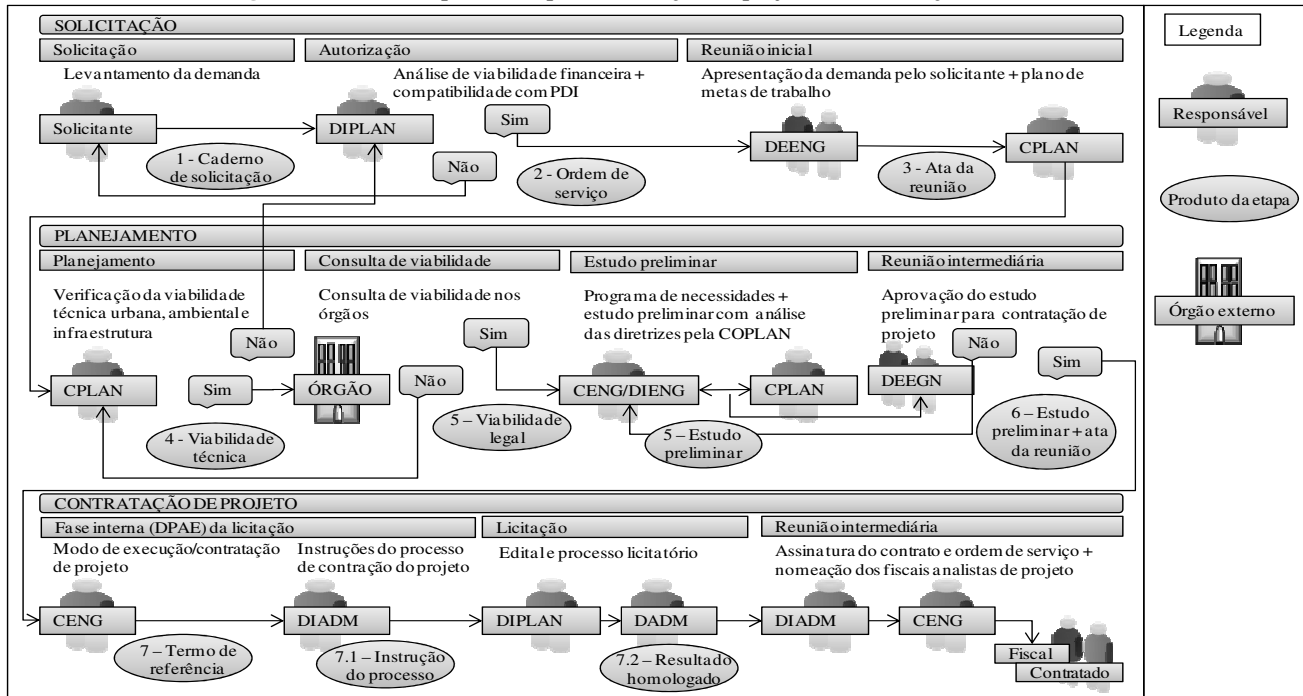 SOLICITAÇÃO
Solicitação
Autorização
Reunião inicial
Levantamento da demanda
Análise de viabilidade financeira +
compatibilidade com PDI
Apresentação da demanda pelo solicitante + plano de
metas de trabalho
Solicitante
DIPLAN
Sim
DEENG
CPLAN
1 - Caderno
de solicitação
Não
2 - Ordem de
serviço
3 - Ata da
reunião
PLANEJAMENTO
Planejamento
Consulta de viabilidade
Estudo preliminar
Reunião intermediária
Verificação da viabilidade
técnica urbana, ambiental e
infraestrutura
Consulta de viabilidade nos
órgãos
Programa de necessidades +
estudo preliminar com análise
das diretrizes pela COPLAN
Aprovação do estudo
preliminar para contratação de
projeto
Não
Sim
Não
Sim
CPLAN
Sim
ÓRGÃO
Não
CENG/DIENG
CPLAN
DEEGN
4 - Viabilidade
técnica
5 – Viabilidade
legal
5 – Estudo
preliminar
6 – Estudo
preliminar + ata
da reunião
CONTRATAÇÃO DE PROJETO
Fase interna (DPAE) da licitação
Licitação
Reunião intermediária
Modo de execução/contratação
de projeto
Instruções do processo
de contração do projeto
Edital e processo licitatório
Assinatura do contrato e ordem de serviço +
nomeação dos fiscais analistas de projeto
CENG
DIADM
DIPLAN
DADM
DIADM
CENG
7 – Termo de
referência
7.1 – Instrução
do processo
7.2 – Resultado
homologado
Fiscal
Contratado
Legenda
Responsável
Produto da etapa
Órgão externo